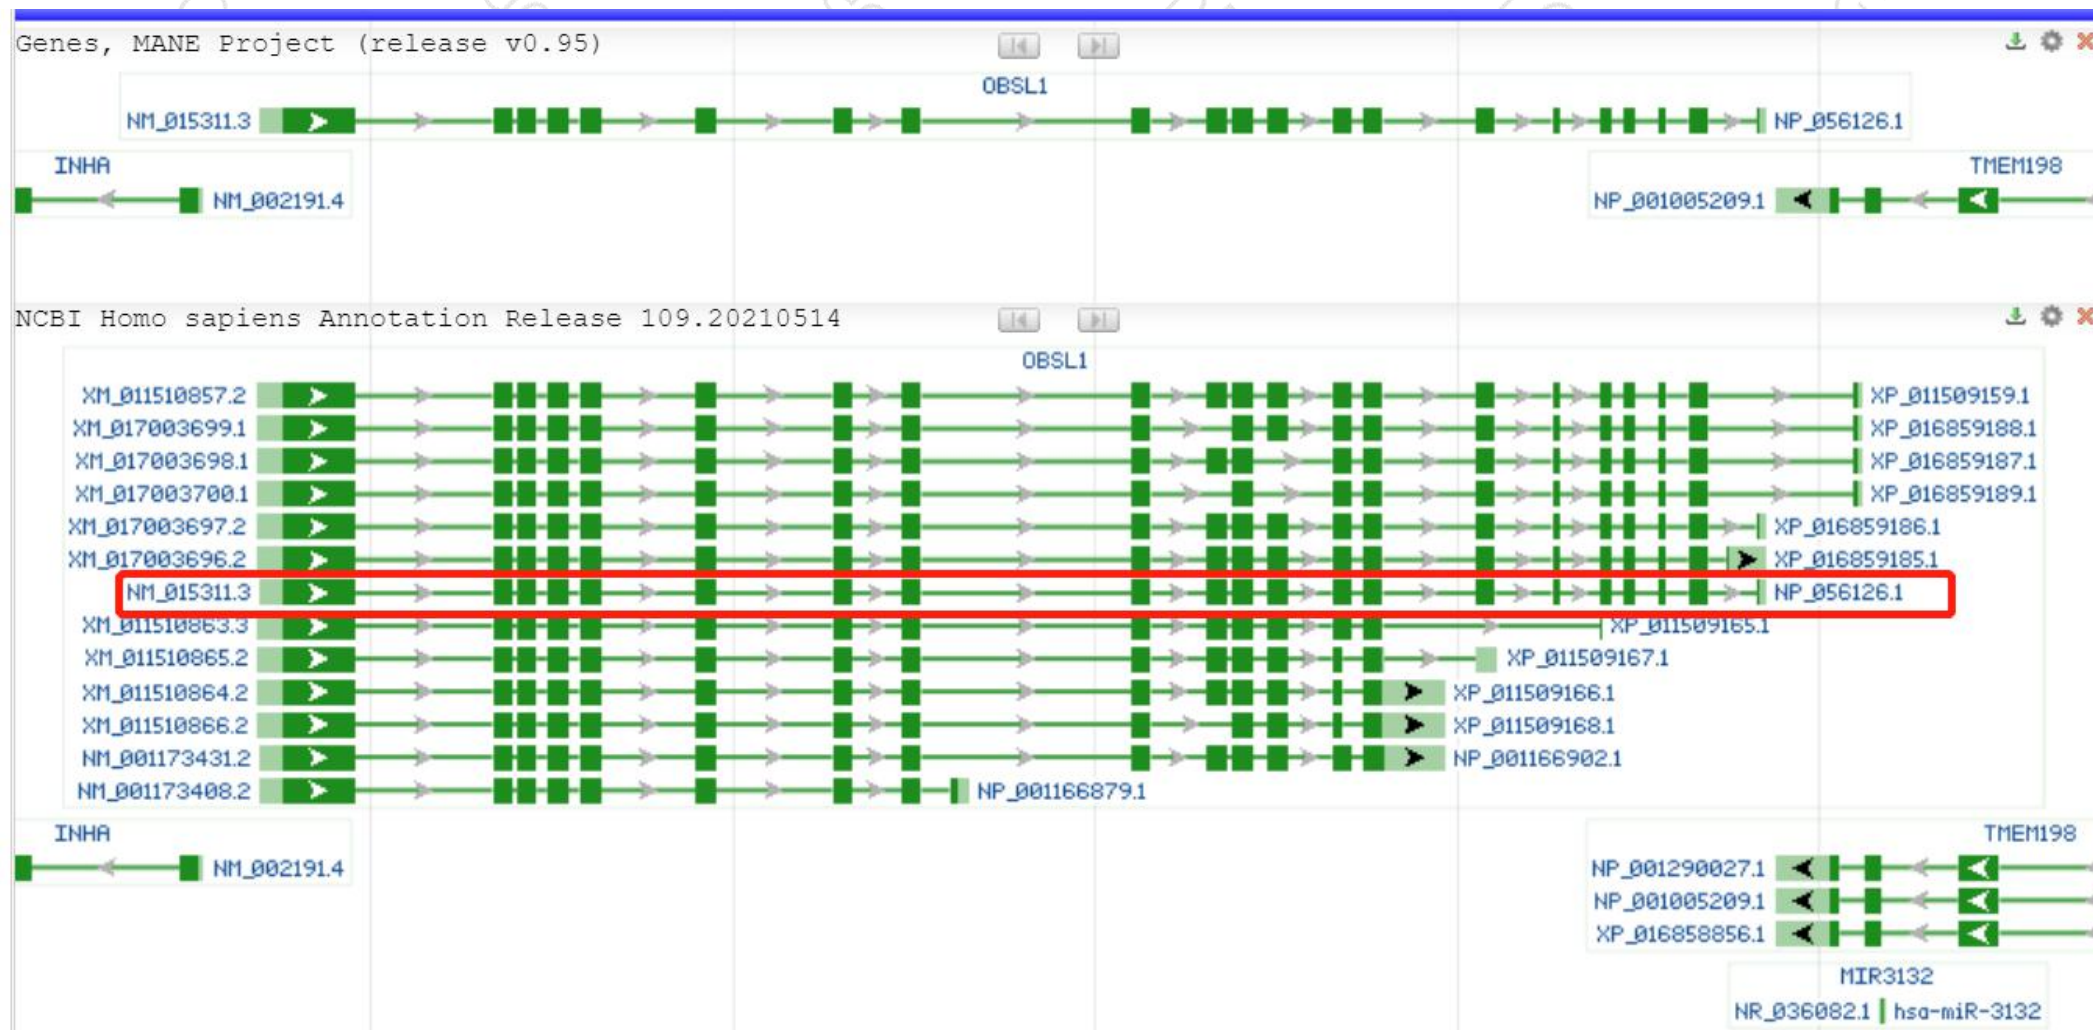 Genes, MANE Project (release v0.95)
OBSL1
NM_015311.3 NP_056126.1
INHA TMEM198
NM_002191.4 NP_001005209.1
NCBI Homo sapiens Annotation Release 109.20210514
OBSL1
XM_011510857.2 XP_011509159.1
XM_017003699.1 XP_016859188.1
XM_017003698.1 XP_016859187.1
XM_017003700.1 XP_016859189.1
XM_017003697.2 XP_016859186.1
XM_017003696.2 XP_016859185.1
NM_015311.3 NP_056126.1
XM_011510863.3 XP_011509165.1
XM_011510865.2 XP_011509167.1
XM_011510864.2 XP_011509166.1
XM_011510866.2 XP_011509168.1
NM_001173431.2 NP_001166902.1
NM_001173408.2 NP_001166879.1
INHA TMEM198
NM_002191.4 NP_001290027.1
NP_001005209.1
XP_016858856.1
MIR3132
NR_036082.1 hsa-miR-3132